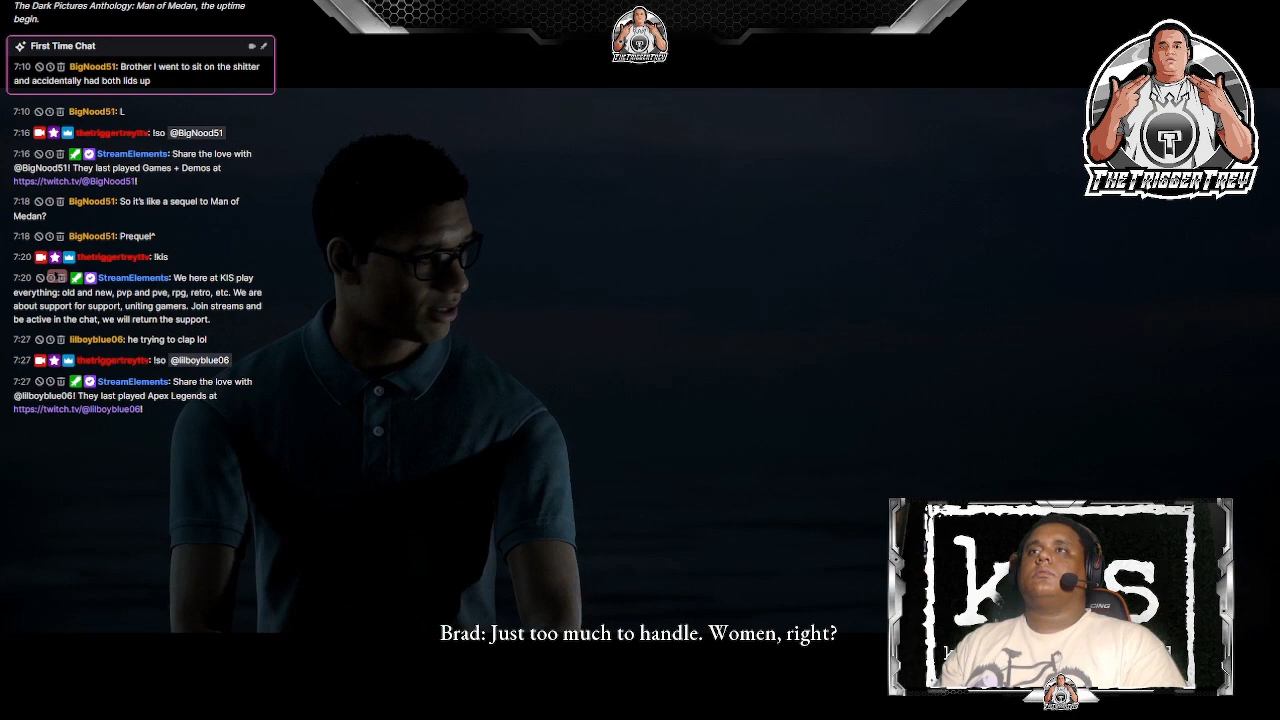 The Dark Pictures Anthology: Man of Medan, the uptime
begin.
First Time Chat
7:10 BigNood51: Brother I went to sit on the shitter
and accidentally had both lids up
7:10 BigNood51: L
7:16 thetriggertreyttv: !so @BigNood51
7:16 StreamElements: Share the love with
@BigNood51! They last played Games + Demos at
https://twitch.tv/@BigNood51!
7:18 BigNood51: So it's like a sequel to Man of
Medan?
7:18 BigNood51: Prequel^
7:20 thetriggertreyttv: !kis
7:20 StreamElements: We here at KIS play
everything: old and new, pvp and pve, rpg, retro, etc. We are
about support for support, uniting gamers. Join streams and
be active in the chat, we will return the support.
7:27 lilboyblue06: he trying to clap lol
7:27 thetriggertreyttv: !so @lilboyblue06
7:27 StreamElements: Share the love with
@lilboyblue06! They last played Apex Legends at
https://twitch.tv/@lilboyblue06!
THETRIGGERTREY
T
THETRIGGERTREY
Brad: Just too much to handle. Women, right?
CING